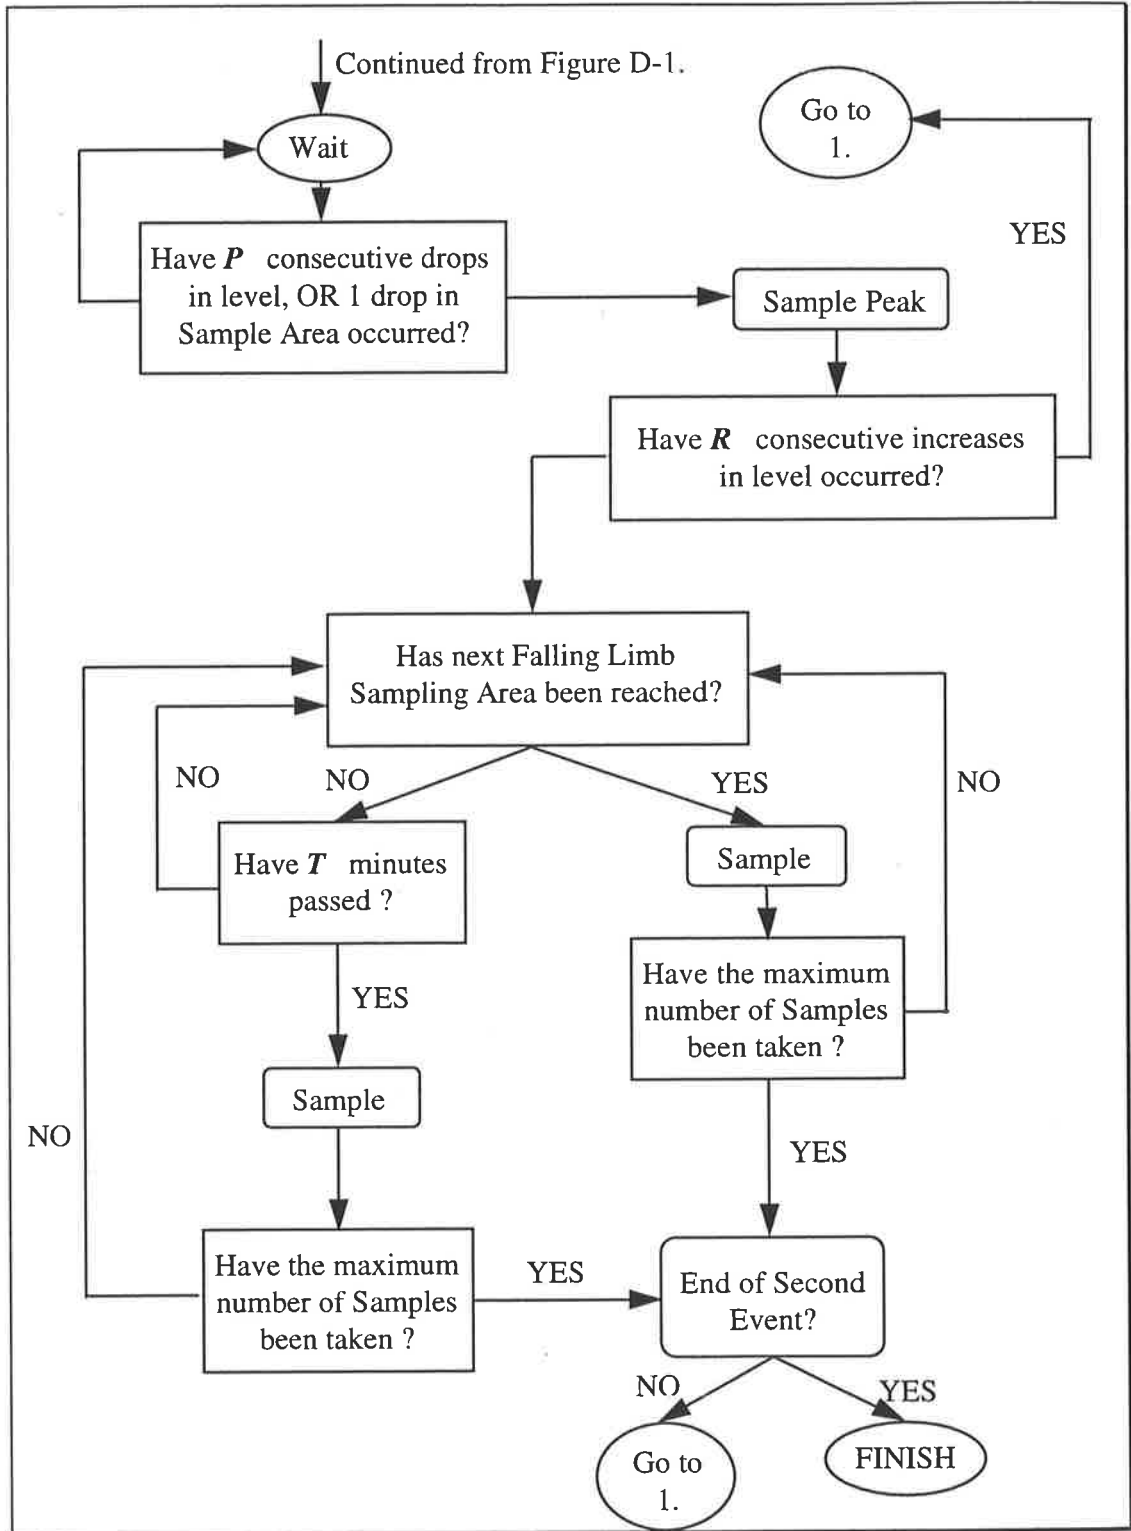 Continued from Figure D-1.
Wait
Go to
1.
YES
Have P consecutive drops
in level, OR 1 drop in
Sample Area occurred?
Sample Peak
Have R consecutive increases
in level occurred?
Has next Falling Limb
Sampling Area been reached?
NO
NO
YES
NO
Have T minutes
passed ?
Sample
YES
Have the maximum
number of Samples
been taken ?
Sample
NO
YES
Have the maximum
number of Samples
been taken ?
YES
End of Second
Event?
NO
YES
Go to
1.
FINISH